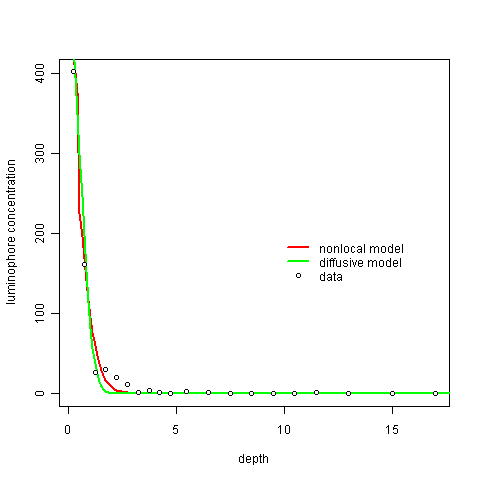 400
300
200
100
0
luminophore concentration
nonlocal model
diffusive model
data
0 5 10 15
depth